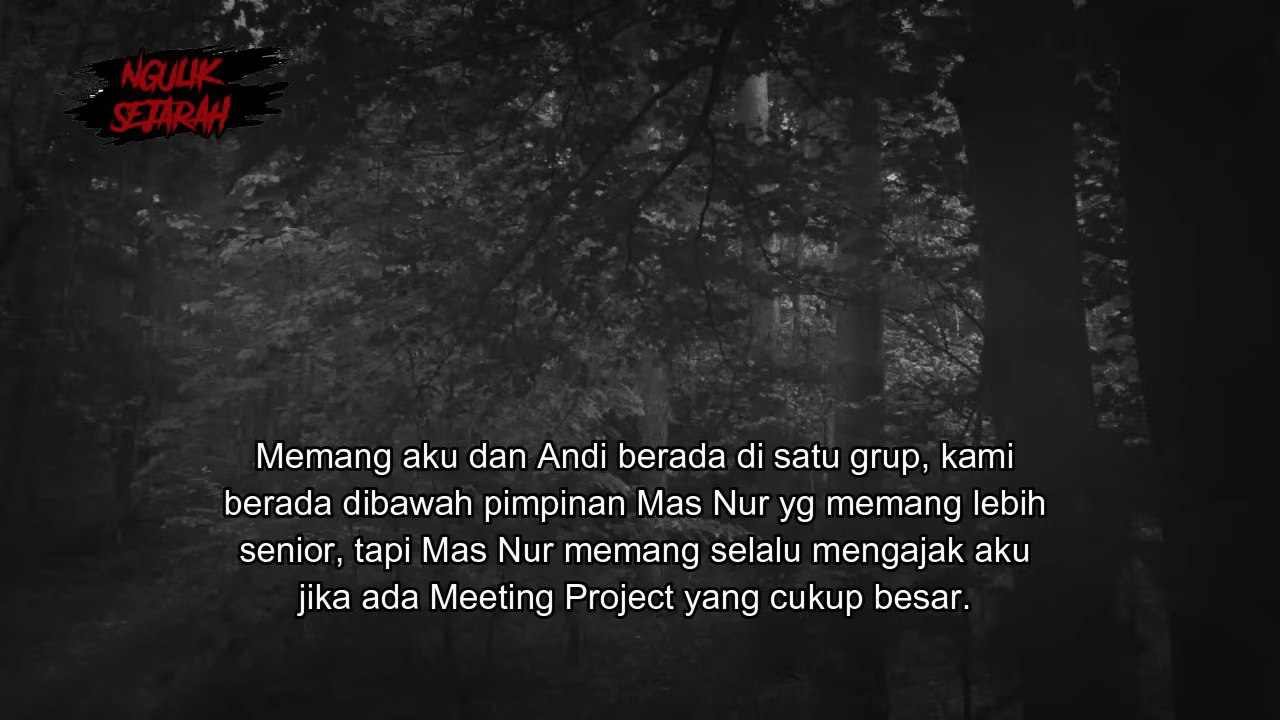 NGULIK
SEJARAH
Memang aku dan Andi berada di satu grup, kami
berada dibawah pimpinan Mas Nur yg memang lebih
senior, tapi Mas Nur memang selalu mengajak aku
jika ada Meeting Project yang cukup besar.